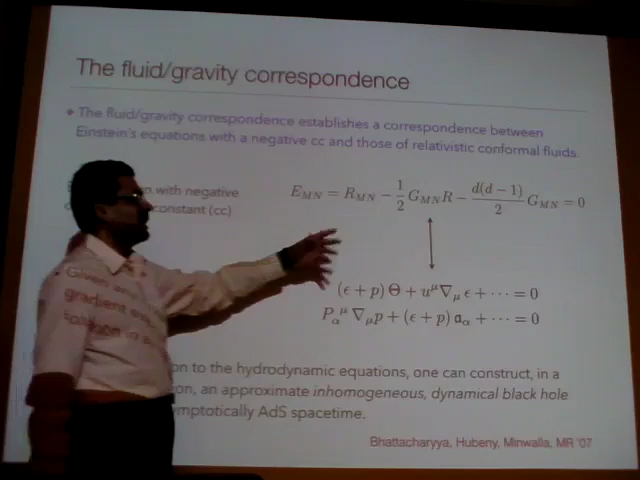 The fluid/gravity correspondence
❖ The fluid/gravity correspondence establishes a correspondence between
Einstein's equations with a negative cc and those of relativistic conformal fluids.
with negative
constant (cc)
E_{MN} = R_{MN} - \frac{1}{2} G_{MN} R - \frac{d(d-1)}{2} G_{MN} = 0
(ϵ + p) Θ + u^μ ∇_μ ϵ + ⋯ = 0
P_α^μ ∇_μ p + (ϵ + p) 𝔞_α + ⋯ = 0
Given any
gradient
to the hydrodynamic equations, one can construct, in a
an approximate inhomogeneous, dynamical black hole
AdS spacetime.
Bhattacharyya, Hubeny, Minwalla, MR '07